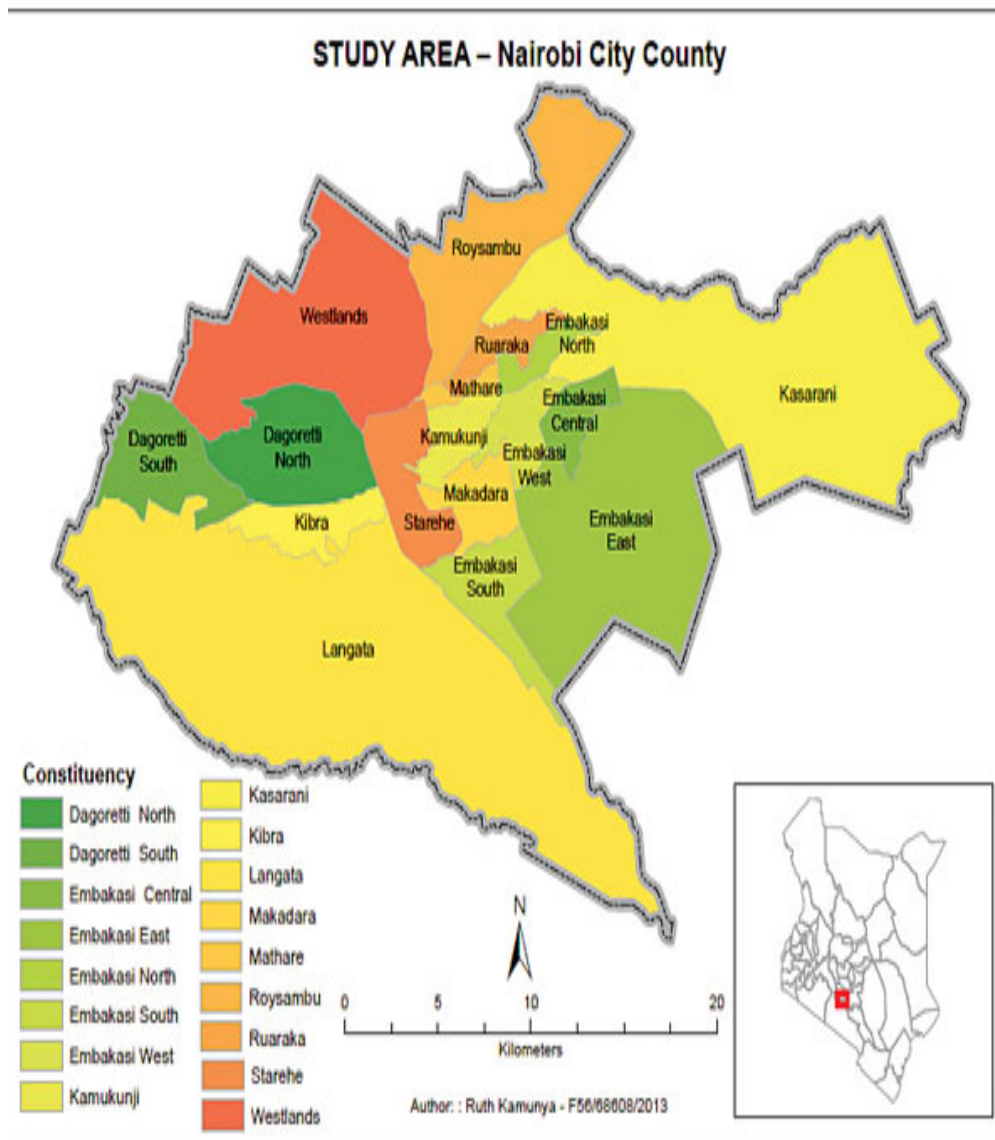 STUDY AREA – Nairobi City County
Roysambu
Westlands
Embakasi
North
Ruaraka
Mathare
Kasarani
Embakasi
Central
Dagoretti
South
Dagoretti
North
Kamukunji
Embakasi
West
Makadara
Kibra
Starehe
Embakasi
East
Embakasi
South
Langata
Constituency
Dagoretti North
Dagoretti South
Embakasi Central
Embakasi East
Embakasi North
Embakasi South
Embakasi West
Kamukunji
Kasarani
Kibra
Langata
Makadara
Mathare
Roysambu
Ruaraka
Starehe
Westlands
N
0 5 10 20
Kilometers
Author: : Ruth Kamunya - F56/68608/2013